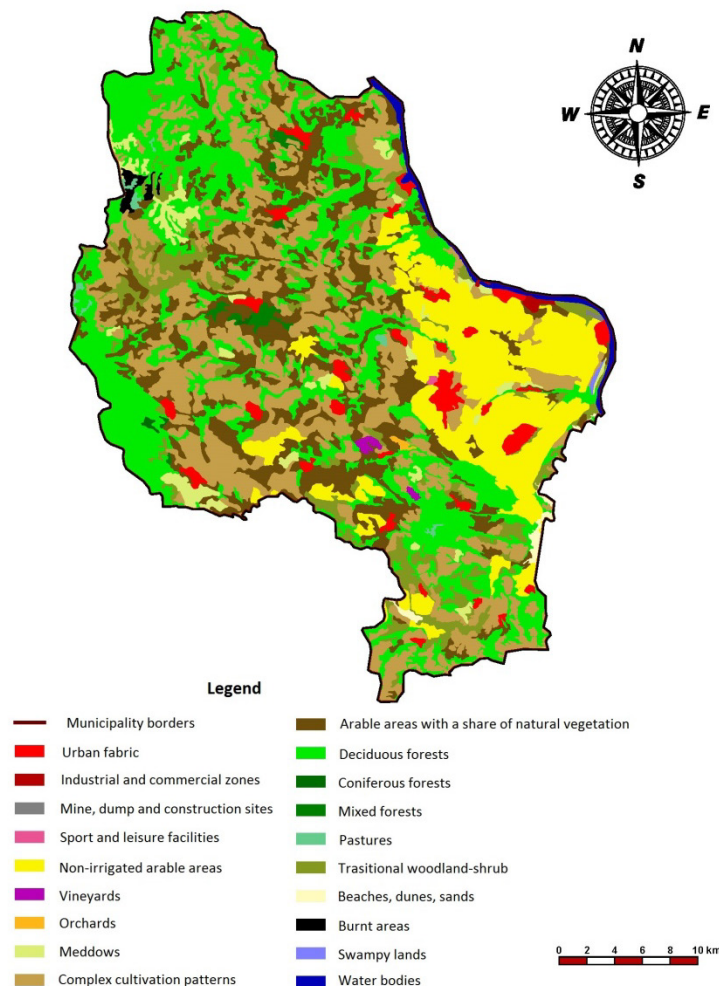 N
W E
S
Legend
Municipality borders
Urban fabric
Industrial and commercial zones
Mine, dump and construction sites
Sport and leisure facilities
Non-irrigated arable areas
Vineyards
Orchards
Meddows
Complex cultivation patterns
Arable areas with a share of natural vegetation
Deciduous forests
Coniferous forests
Mixed forests
Pastures
Trasitional woodland-shrub
Beaches, dunes, sands
Burnt areas
Swampy lands
Water bodies
0 2 4 6 8 10 km